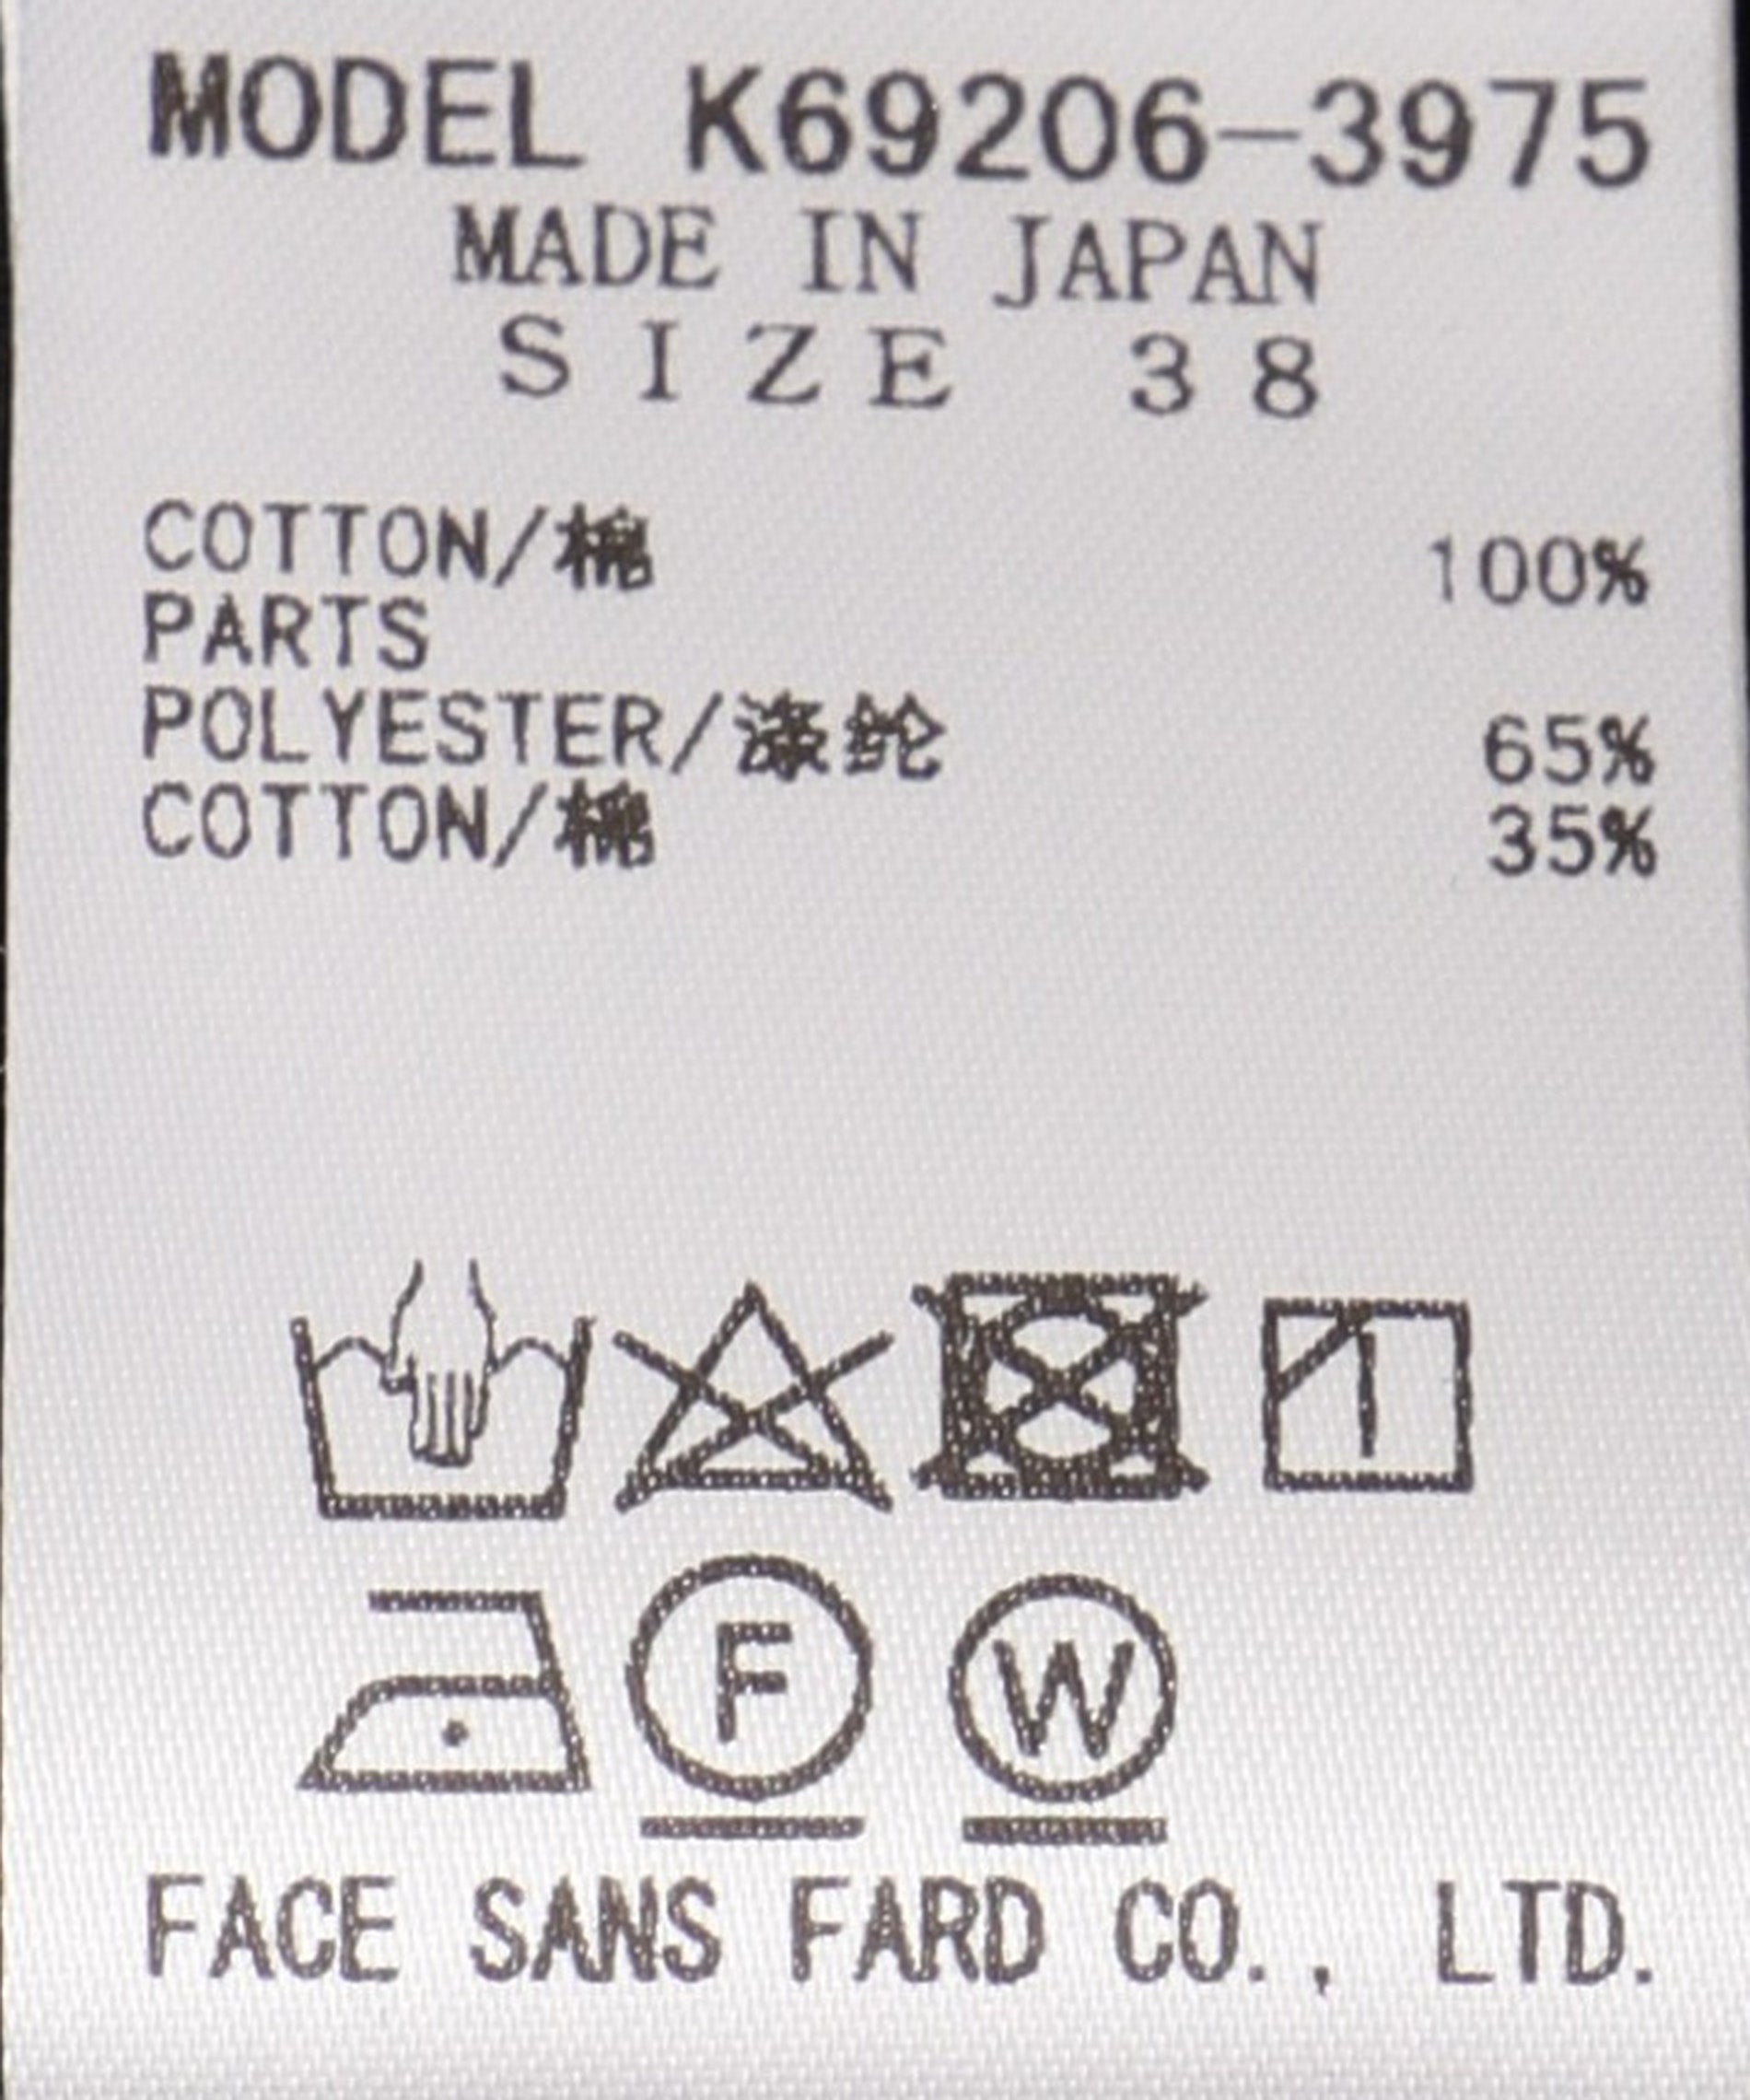 MODEL K69206-3975
MADE IN JAPAN
SIZE 38
COTTON/棉 100%
PARTS
POLYESTER/涤纶 65%
COTTON/棉 35%
F W
FACE SANS FARD CO., LTD.